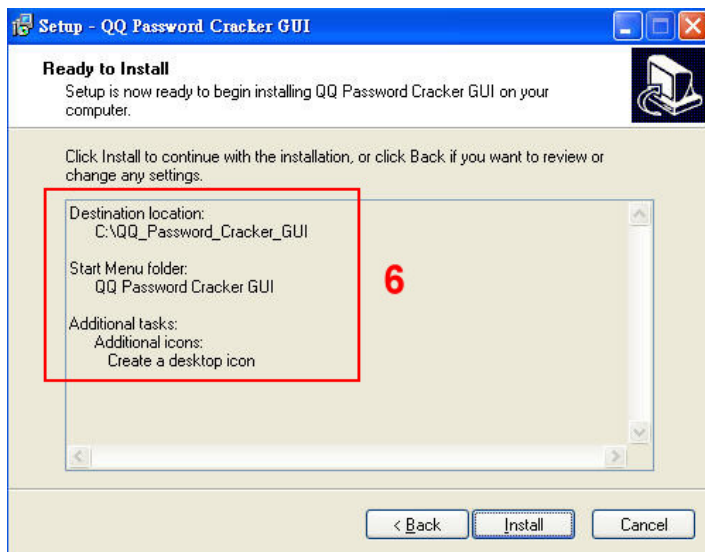 Setup - QQ Password Cracker GUI
Ready to Install
Setup is now ready to begin installing QQ Password Cracker GUI on your
computer.
Click Install to continue with the installation, or click Back if you want to review or
change any settings.
Destination location:
C:\QQ_Password_Cracker_GUI
Start Menu folder:
QQ Password Cracker GUI
6
Additional tasks:
Additional icons:
Create a desktop icon
< Back
Install
Cancel